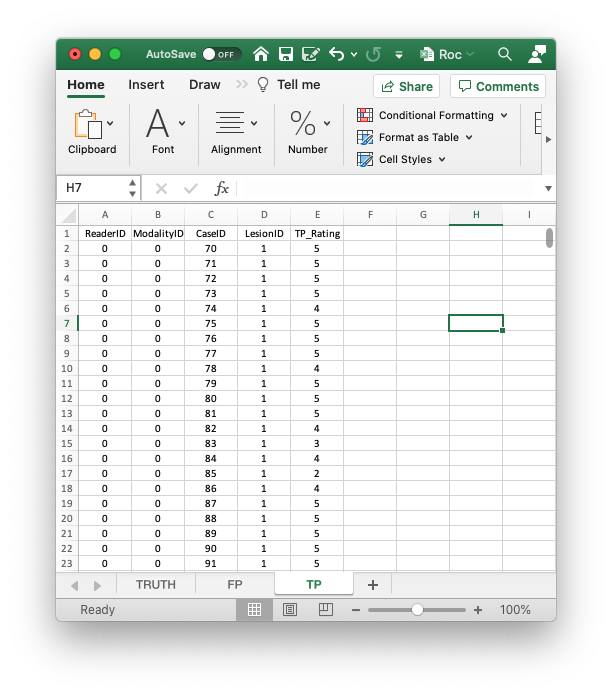 AutoSave OFF Roc
Home Insert Draw Tell me Share Comments
Clipboard Font Alignment % Number Conditional Formatting
Format as Table
Cell Styles
H7 fx
A B C D E F G H I
1 ReaderID ModalityID CaseID LesionID TP_Rating
2 0 0 70 1 5
3 0 0 71 1 5
4 0 0 72 1 5
5 0 0 73 1 5
6 0 0 74 1 4
7 0 0 75 1 5
8 0 0 76 1 5
9 0 0 77 1 5
10 0 0 78 1 4
11 0 0 79 1 5
12 0 0 80 1 5
13 0 0 81 1 5
14 0 0 82 1 4
15 0 0 83 1 3
16 0 0 84 1 4
17 0 0 85 1 2
18 0 0 86 1 4
19 0 0 87 1 5
20 0 0 88 1 5
21 0 0 89 1 5
22 0 0 90 1 5
23 0 0 91 1 5
TRUTH FP TP +
Ready − + 100%